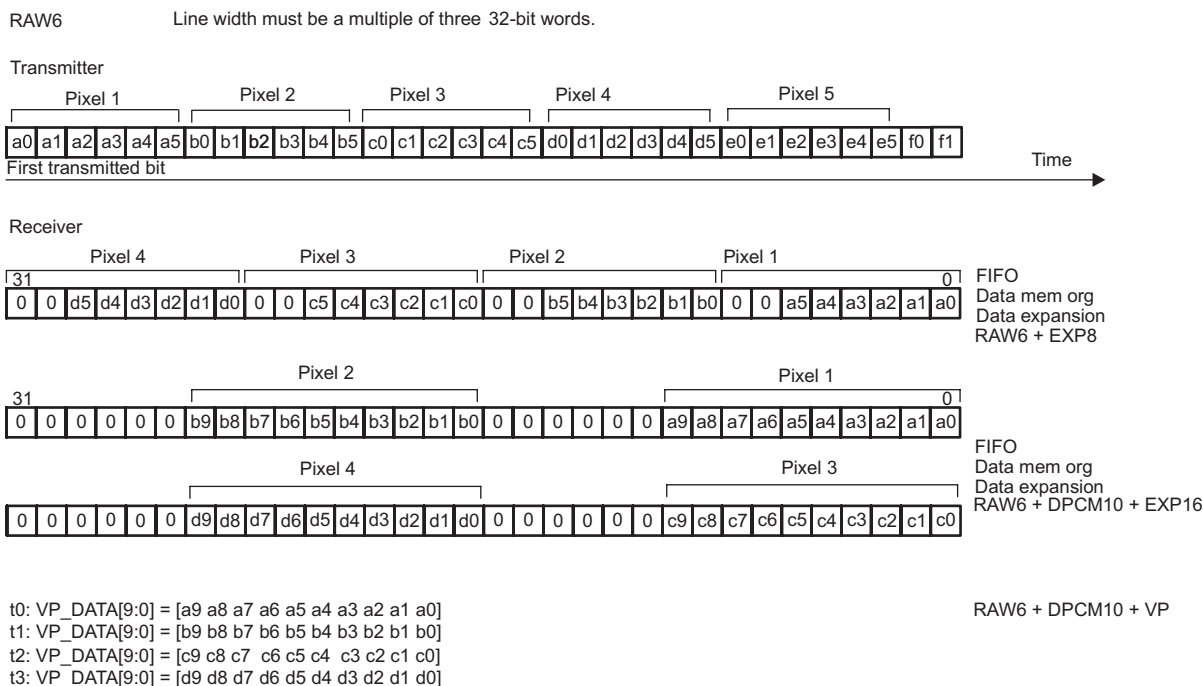 RAW6 Line width must be a multiple of three 32-bit words.
Transmitter
Pixel 1 Pixel 2 Pixel 3 Pixel 4 Pixel 5
a0 a1 a2 a3 a4 a5 b0 b1 b2 b3 b4 b5 c0 c1 c2 c3 c4 c5 d0 d1 d2 d3 d4 d5 e0 e1 e2 e3 e4 e5 f0 f1
First transmitted bit Time
Receiver
Pixel 4 Pixel 3 Pixel 2 Pixel 1
31 0
0 0 d5 d4 d3 d2 d1 d0 0 0 c5 c4 c3 c2 c1 c0 0 0 b5 b4 b3 b2 b1 b0 0 0 a5 a4 a3 a2 a1 a0
FIFO
Data mem org
Data expansion
RAW6 + EXP8
Pixel 2 Pixel 1
31 0
0 0 0 0 0 0 b9 b8 b7 b6 b5 b4 b3 b2 b1 b0 0 0 0 0 0 0 a9 a8 a7 a6 a5 a4 a3 a2 a1 a0
Pixel 4 Pixel 3
0 0 0 0 0 0 d9 d8 d7 d6 d5 d4 d3 d2 d1 d0 0 0 0 0 0 0 c9 c8 c7 c6 c5 c4 c3 c2 c1 c0
FIFO
Data mem org
Data expansion
RAW6 + DPCM10 + EXP16
t0: VP_DATA[9:0] = [a9 a8 a7 a6 a5 a4 a3 a2 a1 a0] RAW6 + DPCM10 + VP
t1: VP_DATA[9:0] = [b9 b8 b7 b6 b5 b4 b3 b2 b1 b0]
t2: VP_DATA[9:0] = [c9 c8 c7 c6 c5 c4 c3 c2 c1 c0]
t3: VP_DATA[9:0] = [d9 d8 d7 d6 d5 d4 d3 d2 d1 d0]